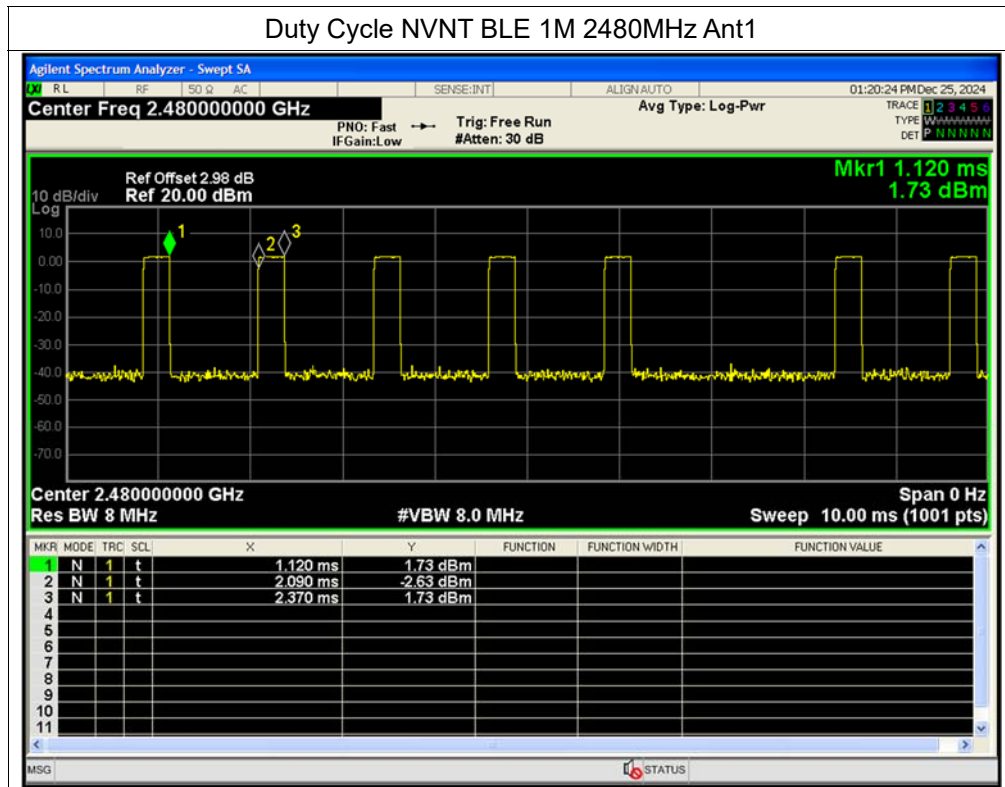 Duty Cycle NVNT BLE 1M 2480MHz Ant1
Agilent Spectrum Analyzer - Swept SA
RL RF 50 Ω AC SENSE:INT ALIGN AUTO 01:20:24 PM Dec 25, 2024
Center Freq 2.480000000 GHz Avg Type: Log-Pwr TRACE 1 2 3 4 5 6
PNO: Fast Trig: Free Run TYPE W
IFGain:Low #Atten: 30 dB DET P N N N N N
Mkr1 1.120 ms
1.73 dBm
Ref Offset 2.98 dB
10 dB/div Ref 20.00 dBm
Log
10.0
0.00
-10.0
-20.0
-30.0
-40.0
-50.0
-60.0
-70.0
1
2
3
Center 2.480000000 GHz Span 0 Hz
Res BW 8 MHz #VBW 8.0 MHz Sweep 10.00 ms (1001 pts)
MKR MODE TRC SCL X Y FUNCTION FUNCTION WIDTH FUNCTION VALUE
1 N 1 t 1.120 ms 1.73 dBm
2 N 1 t 2.090 ms -2.63 dBm
3 N 1 t 2.370 ms 1.73 dBm
4
5
6
7
8
9
10
11
MSG STATUS